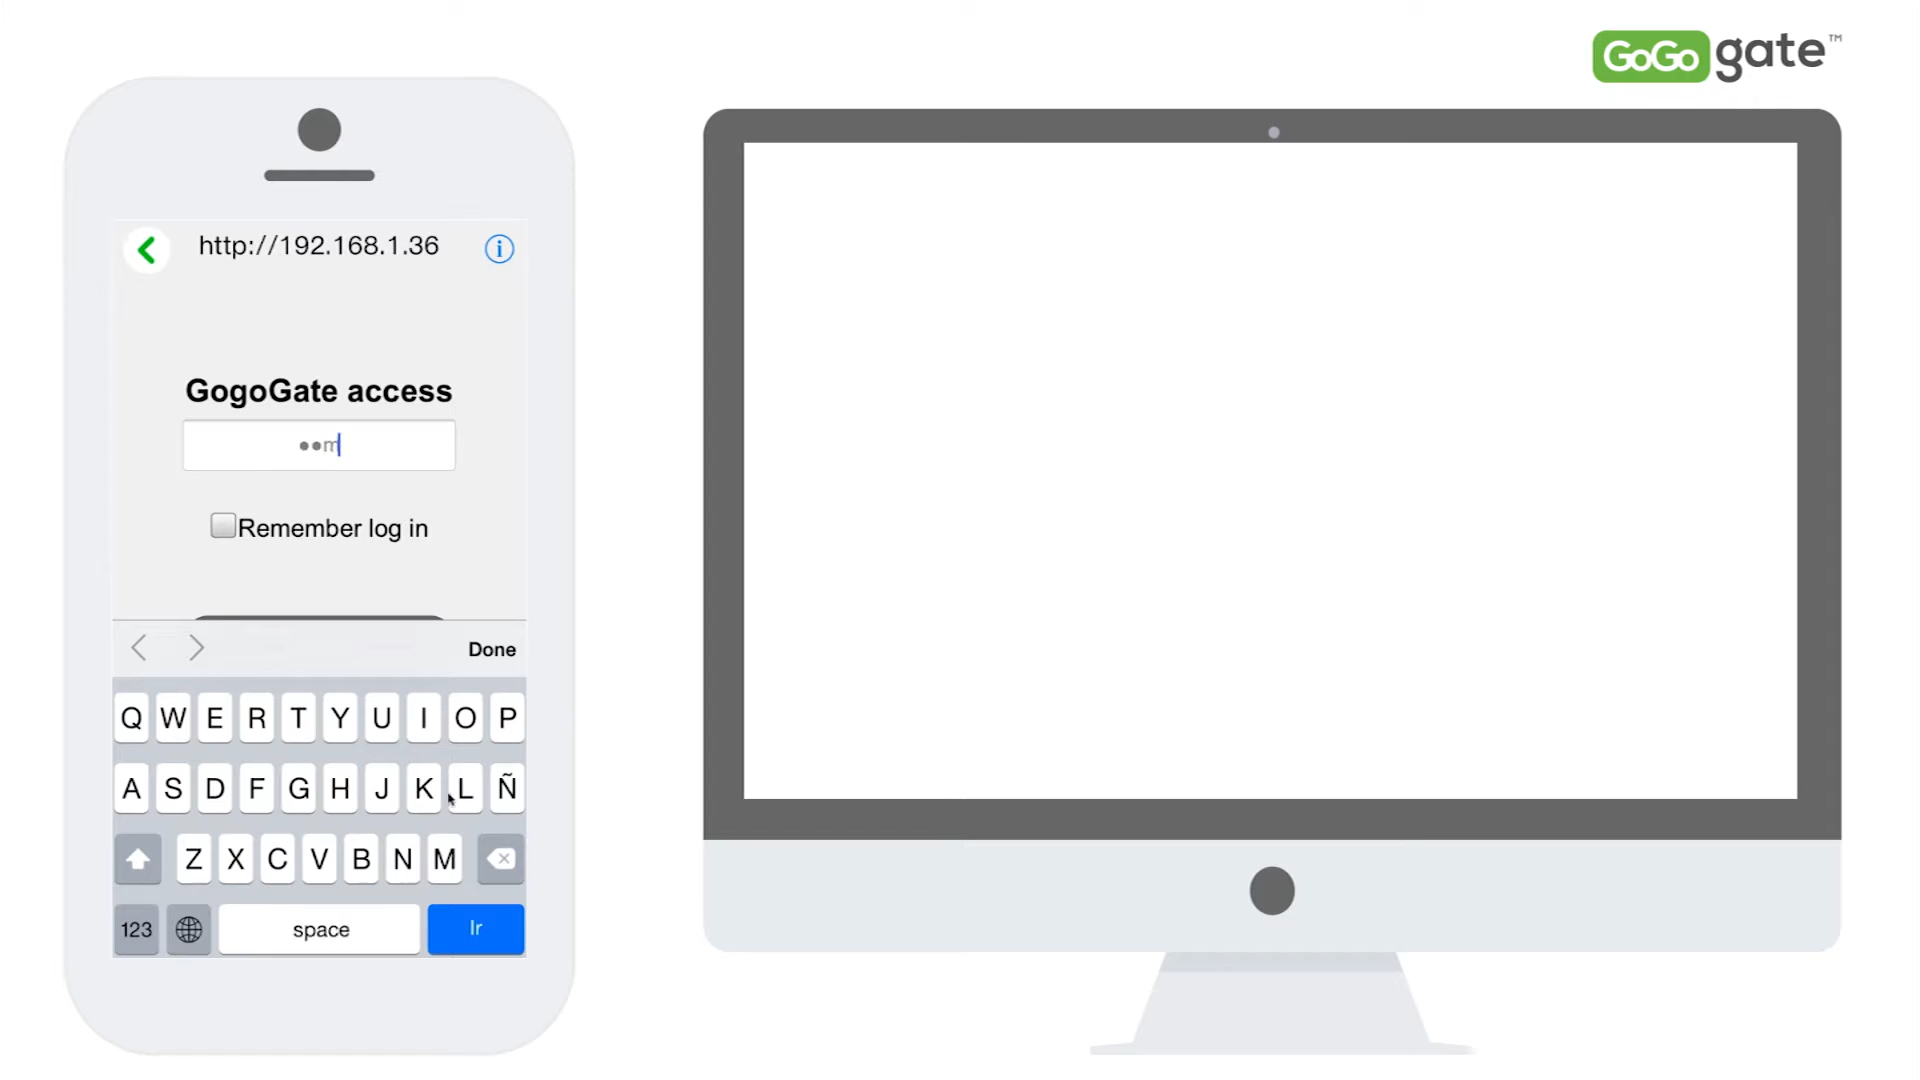 GoGo gate™
http://192.168.1.36
GogoGate access
••m
Remember log in
Done
Q W E R T Y U I O P
A S D F G H J K L Ñ
Z X C V B N M
123 space Ir